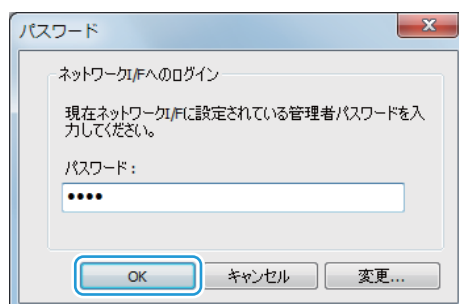 パスワード
ネットワークI/Fへのログイン
現在ネットワークI/Fに設定されている管理者パスワードを入
力してください。
パスワード：
••••
OK キャンセル 変更...